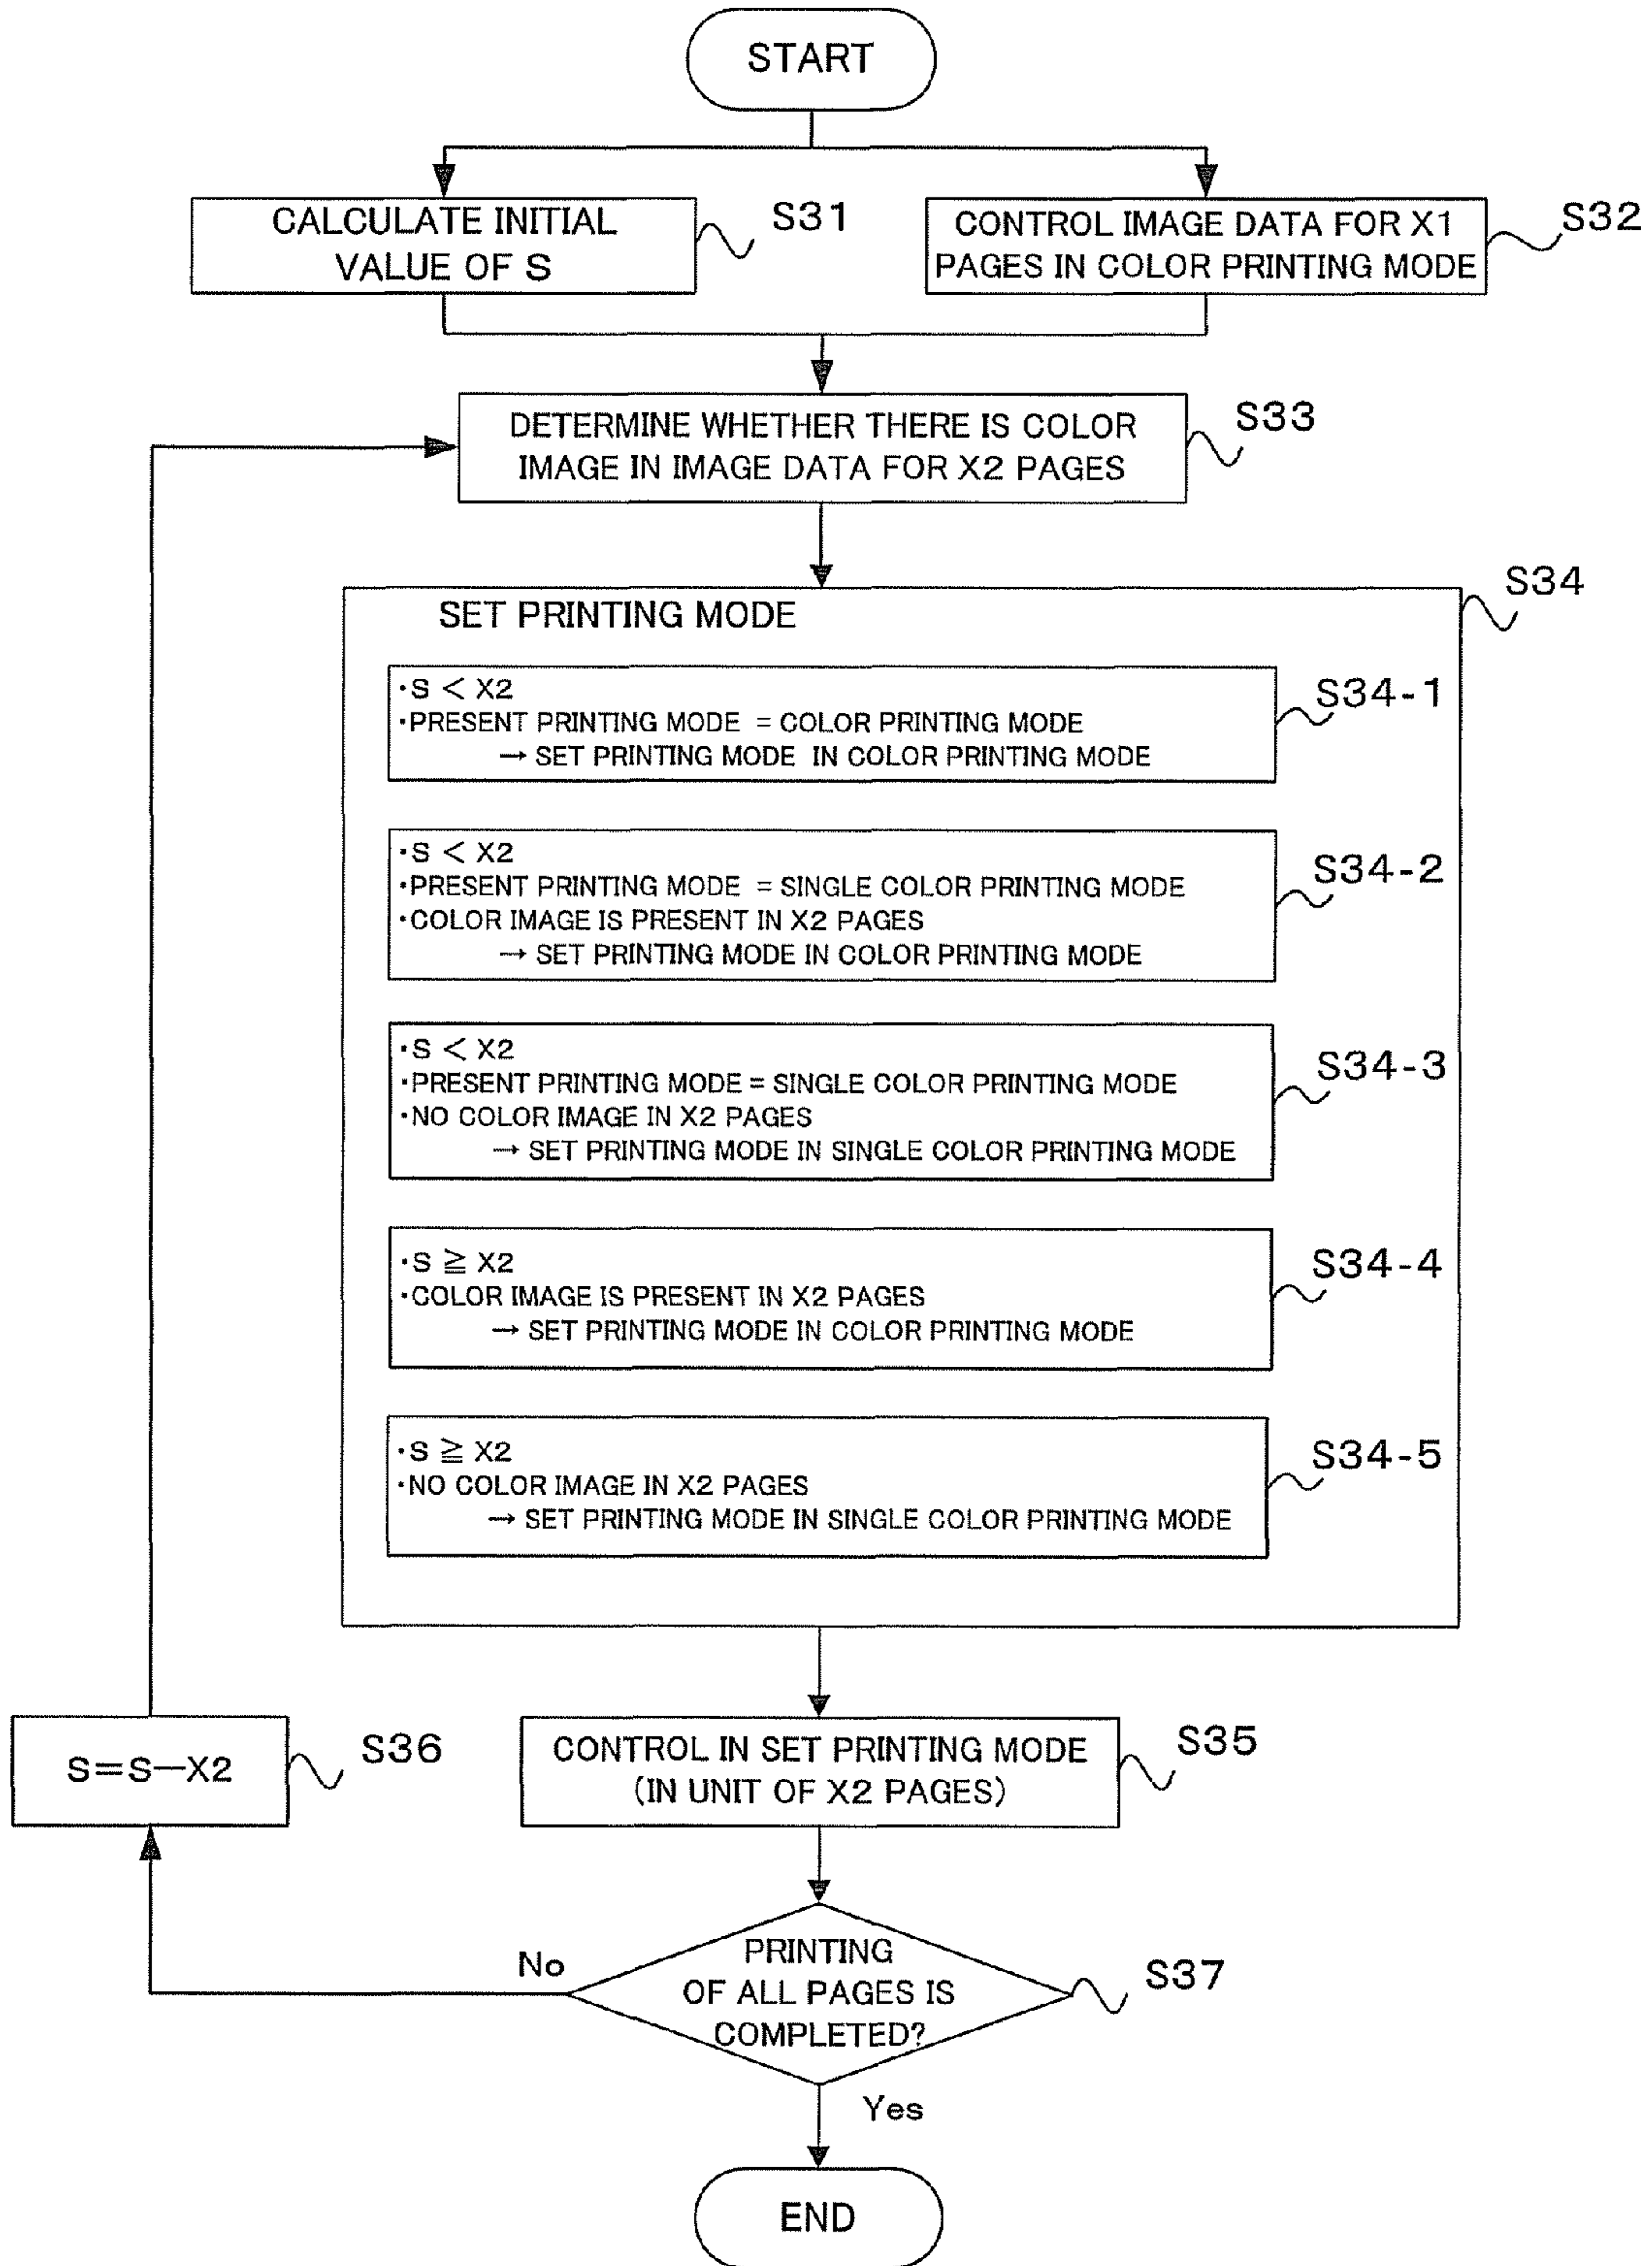 START
CALCULATE INITIAL
VALUE OF S
S31
CONTROL IMAGE DATA FOR X1
PAGES IN COLOR PRINTING MODE
S32
DETERMINE WHETHER THERE IS COLOR
IMAGE IN IMAGE DATA FOR X2 PAGES
S33
SET PRINTING MODE
S34
・S < X2
・PRESENT PRINTING MODE = COLOR PRINTING MODE
→ SET PRINTING MODE IN COLOR PRINTING MODE
S34-1
・S < X2
・PRESENT PRINTING MODE = SINGLE COLOR PRINTING MODE
・COLOR IMAGE IS PRESENT IN X2 PAGES
→ SET PRINTING MODE IN COLOR PRINTING MODE
S34-2
・S < X2
・PRESENT PRINTING MODE = SINGLE COLOR PRINTING MODE
・NO COLOR IMAGE IN X2 PAGES
→ SET PRINTING MODE IN SINGLE COLOR PRINTING MODE
S34-3
・S ≧ X2
・COLOR IMAGE IS PRESENT IN X2 PAGES
→ SET PRINTING MODE IN COLOR PRINTING MODE
S34-4
・S ≧ X2
・NO COLOR IMAGE IN X2 PAGES
→ SET PRINTING MODE IN SINGLE COLOR PRINTING MODE
S34-5
S=S—X2
S36
CONTROL IN SET PRINTING MODE
(IN UNIT OF X2 PAGES)
S35
No
PRINTING
OF ALL PAGES IS
COMPLETED?
S37
Yes
END